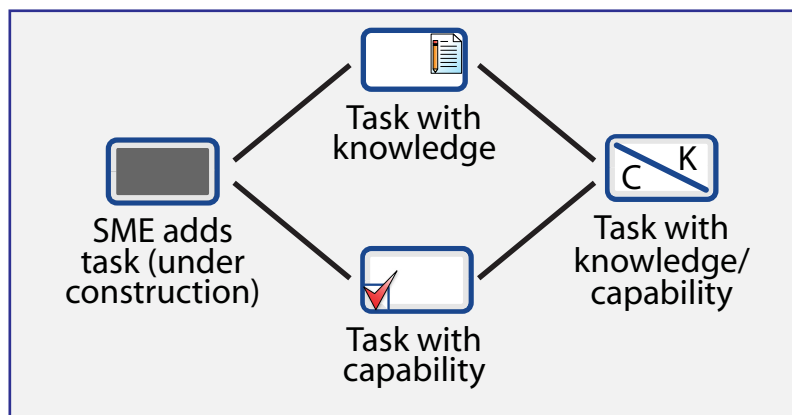 Task with
knowledge
SME adds
task (under
construction)
C
K
Task with
knowledge/
capability
Task with
capability